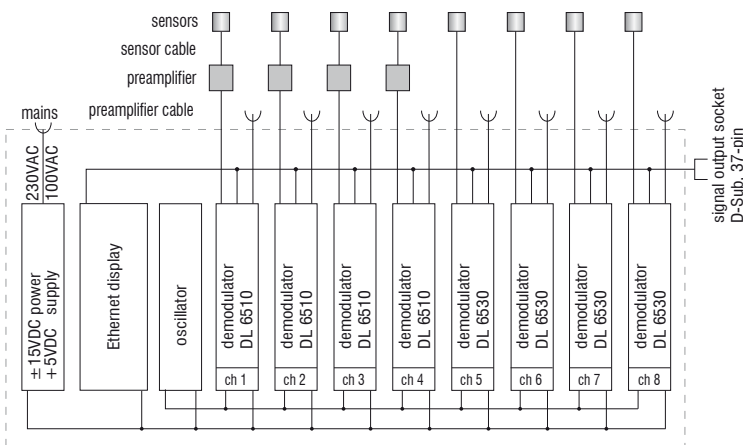 sensors
sensor cable
preamplifier
preamplifier cable
mains
230VAC
100VAC
signal output socket
D-Sub, 37-pin
±15VDC power
+5VDC supply
Ethernet display
oscillator
demodulator
DL 6510
ch 1
demodulator
DL 6510
ch 2
demodulator
DL 6510
ch 3
demodulator
DL 6510
ch 4
demodulator
DL 6530
ch 5
demodulator
DL 6530
ch 6
demodulator
DL 6530
ch 7
demodulator
DL 6530
ch 8